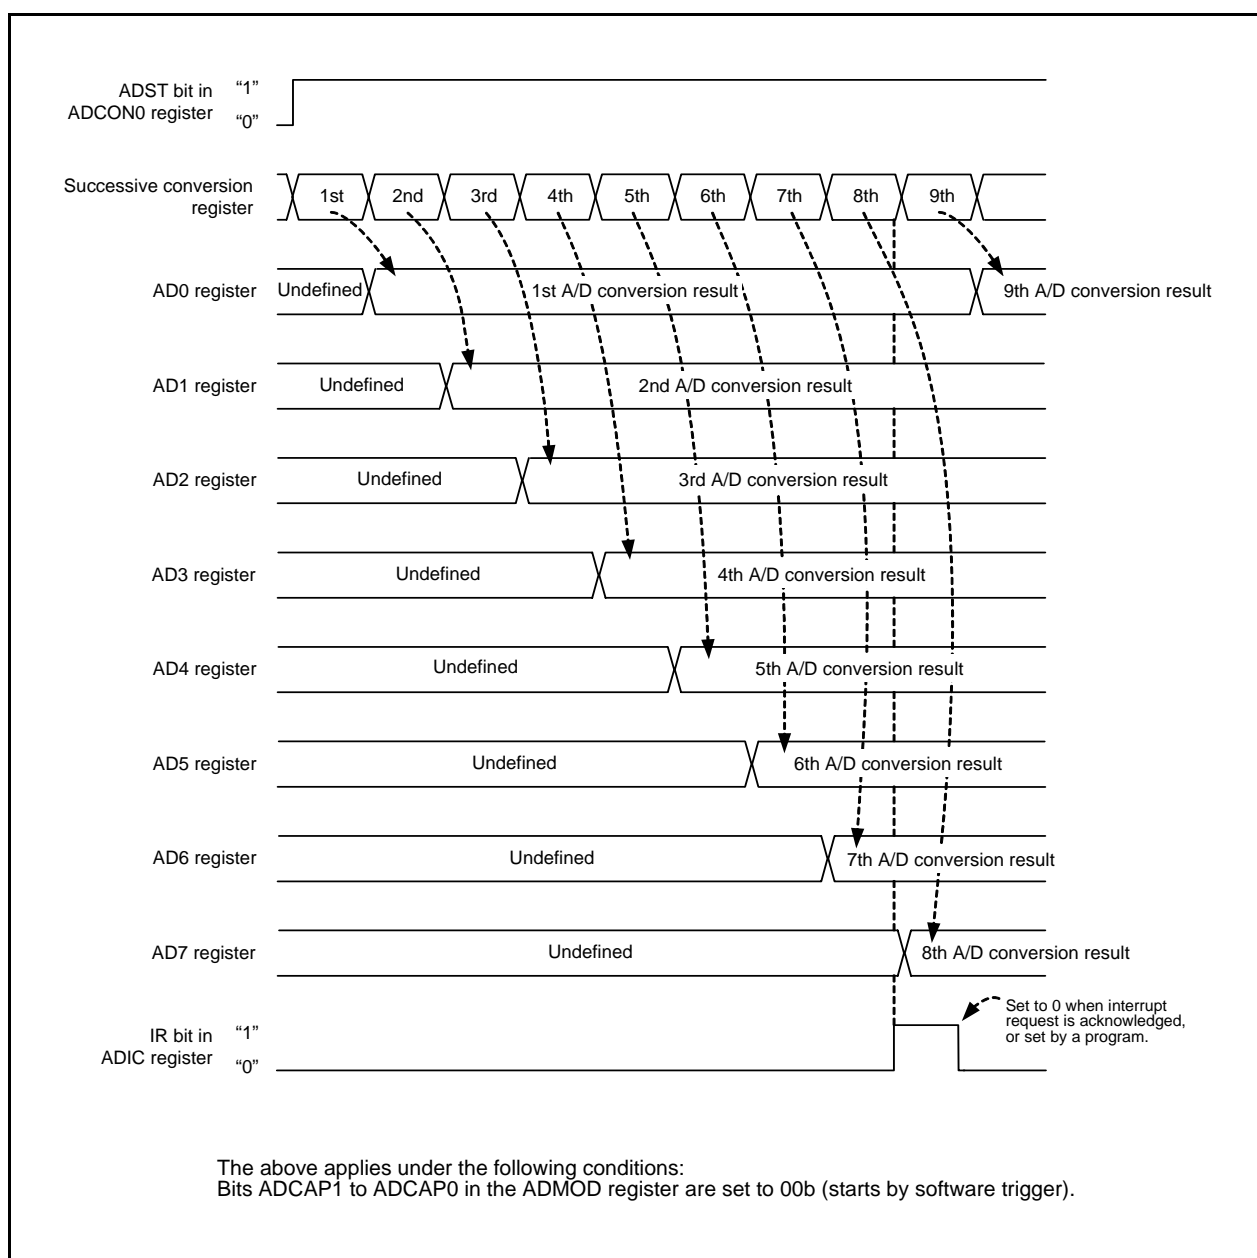 ADST bit in
ADCON0 register
“1”
“0”
Successive conversion
register
1st 2nd 3rd 4th 5th 6th 7th 8th 9th
AD0 register
Undefined 1st A/D conversion result 9th A/D conversion result
AD1 register
Undefined 2nd A/D conversion result
AD2 register
Undefined 3rd A/D conversion result
AD3 register
Undefined 4th A/D conversion result
AD4 register
Undefined 5th A/D conversion result
AD5 register
Undefined 6th A/D conversion result
AD6 register
Undefined 7th A/D conversion result
AD7 register
Undefined 8th A/D conversion result
IR bit in
ADIC register
“1”
“0”
Set to 0 when interrupt
request is acknowledged,
or set by a program.
The above applies under the following conditions:
Bits ADCAP1 to ADCAP0 in the ADMOD register are set to 00b (starts by software trigger).